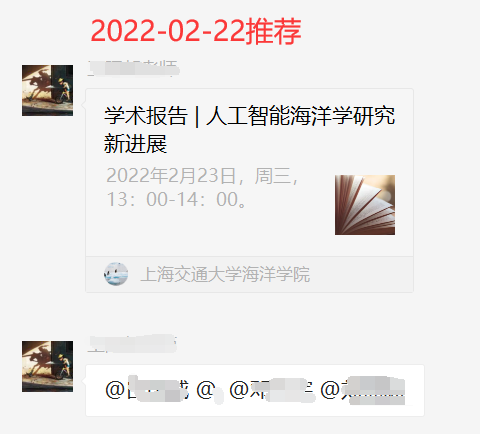 2022-02-22推荐
学术报告 | 人工智能海洋学研究
新进展
2022年2月23日，周三，
13：00-14：00。
上海交通大学海洋学院
@ @ @邓 @